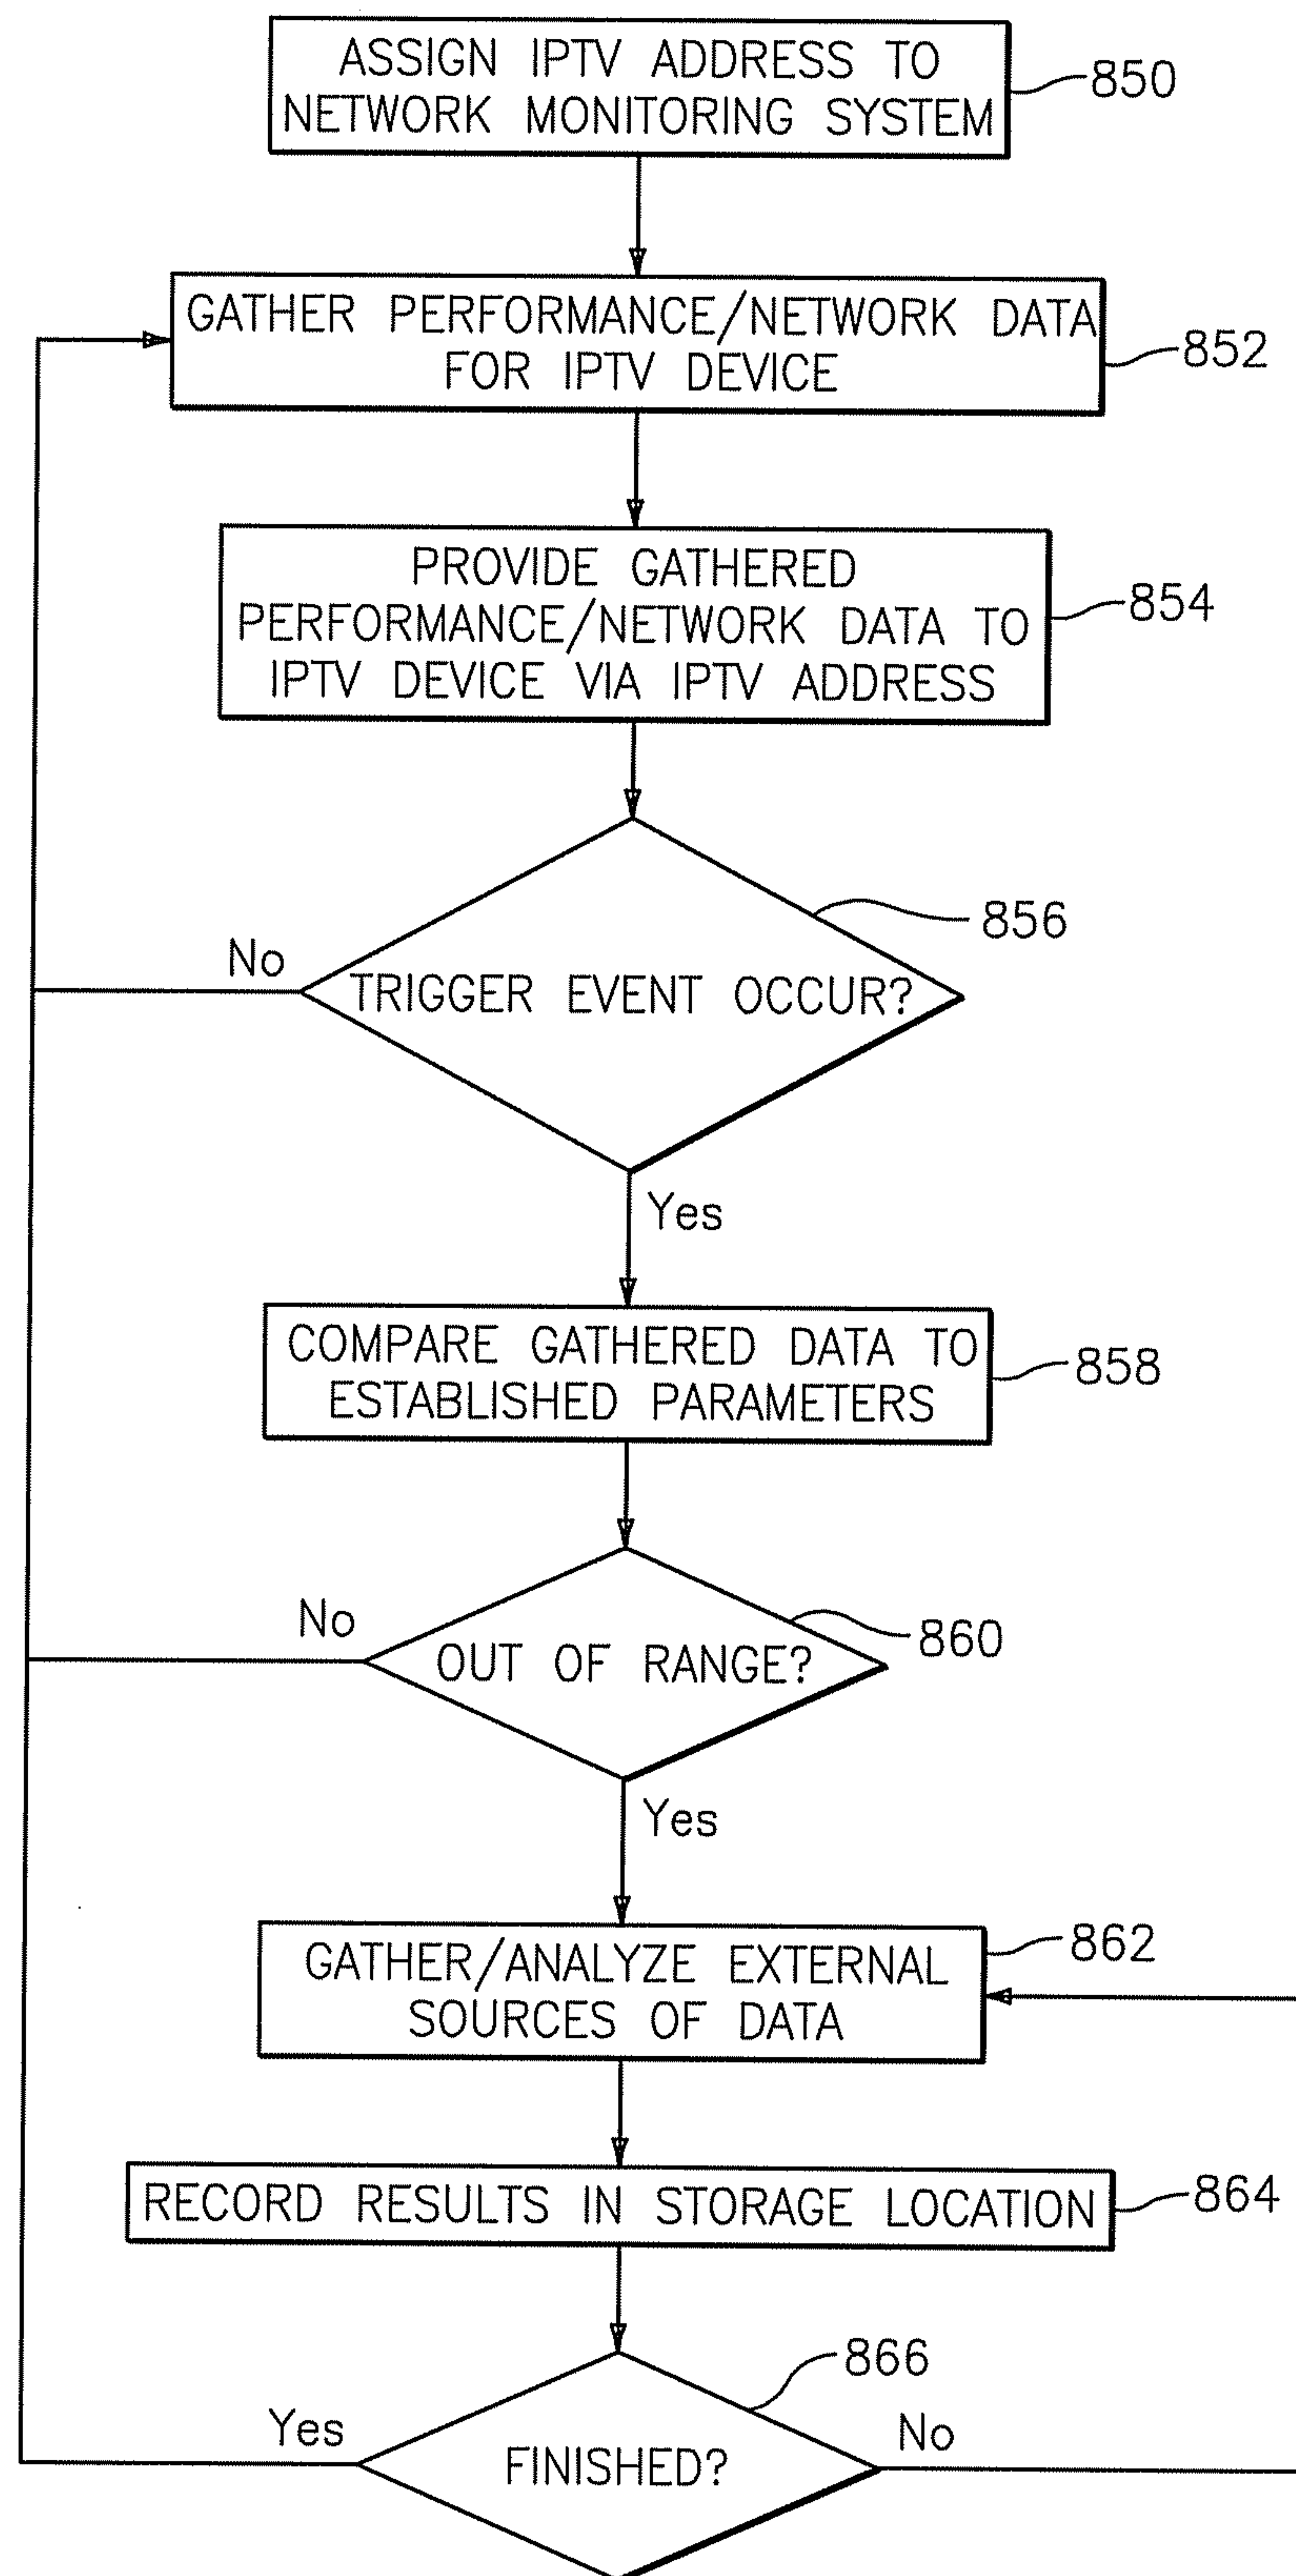 ASSIGN IPTV ADDRESS TO
NETWORK MONITORING SYSTEM
850
GATHER PERFORMANCE/NETWORK DATA
FOR IPTV DEVICE
852
PROVIDE GATHERED
PERFORMANCE/NETWORK DATA TO
IPTV DEVICE VIA IPTV ADDRESS
854
856
No
TRIGGER EVENT OCCUR?
Yes
COMPARE GATHERED DATA TO
ESTABLISHED PARAMETERS
858
No
860
OUT OF RANGE?
Yes
GATHER/ANALYZE EXTERNAL
SOURCES OF DATA
862
RECORD RESULTS IN STORAGE LOCATION
864
866
Yes
No
FINISHED?